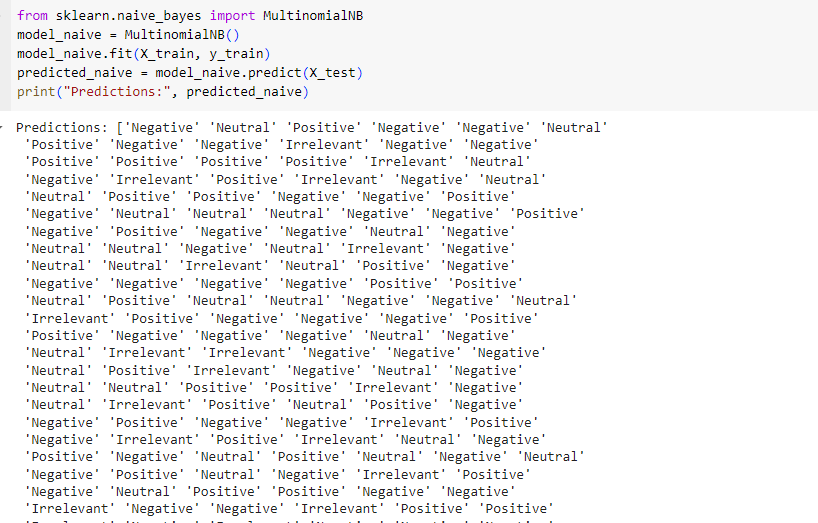 from sklearn.naive_bayes import MultinomialNB
model_naive = MultinomialNB()
model_naive.fit(X_train, y_train)
predicted_naive = model_naive.predict(X_test)
print("Predictions:", predicted_naive)
Predictions: ['Negative' 'Neutral' 'Positive' 'Negative' 'Negative' 'Neutral'
'Positive' 'Negative' 'Negative' 'Irrelevant' 'Negative' 'Negative'
'Positive' 'Positive' 'Positive' 'Positive' 'Irrelevant' 'Neutral'
'Negative' 'Irrelevant' 'Positive' 'Irrelevant' 'Negative' 'Neutral'
'Neutral' 'Positive' 'Positive' 'Negative' 'Negative' 'Positive'
'Negative' 'Neutral' 'Neutral' 'Neutral' 'Negative' 'Negative' 'Positive'
'Negative' 'Positive' 'Negative' 'Negative' 'Neutral' 'Negative'
'Neutral' 'Neutral' 'Negative' 'Neutral' 'Irrelevant' 'Negative'
'Neutral' 'Neutral' 'Irrelevant' 'Neutral' 'Positive' 'Negative'
'Negative' 'Negative' 'Negative' 'Negative' 'Positive' 'Positive'
'Neutral' 'Positive' 'Neutral' 'Neutral' 'Negative' 'Negative' 'Neutral'
'Irrelevant' 'Positive' 'Negative' 'Negative' 'Negative' 'Positive'
'Positive' 'Negative' 'Negative' 'Negative' 'Neutral' 'Negative'
'Neutral' 'Irrelevant' 'Irrelevant' 'Negative' 'Negative' 'Negative'
'Neutral' 'Positive' 'Irrelevant' 'Negative' 'Neutral' 'Negative'
'Neutral' 'Neutral' 'Positive' 'Positive' 'Irrelevant' 'Negative'
'Neutral' 'Irrelevant' 'Positive' 'Neutral' 'Positive' 'Negative'
'Negative' 'Positive' 'Negative' 'Negative' 'Irrelevant' 'Positive'
'Negative' 'Irrelevant' 'Positive' 'Irrelevant' 'Neutral' 'Negative'
'Positive' 'Negative' 'Neutral' 'Positive' 'Neutral' 'Negative' 'Neutral'
'Negative' 'Positive' 'Neutral' 'Negative' 'Irrelevant' 'Positive'
'Negative' 'Neutral' 'Positive' 'Positive' 'Negative' 'Negative'
'Irrelevant' 'Negative' 'Negative' 'Irrelevant' 'Positive' 'Positive'